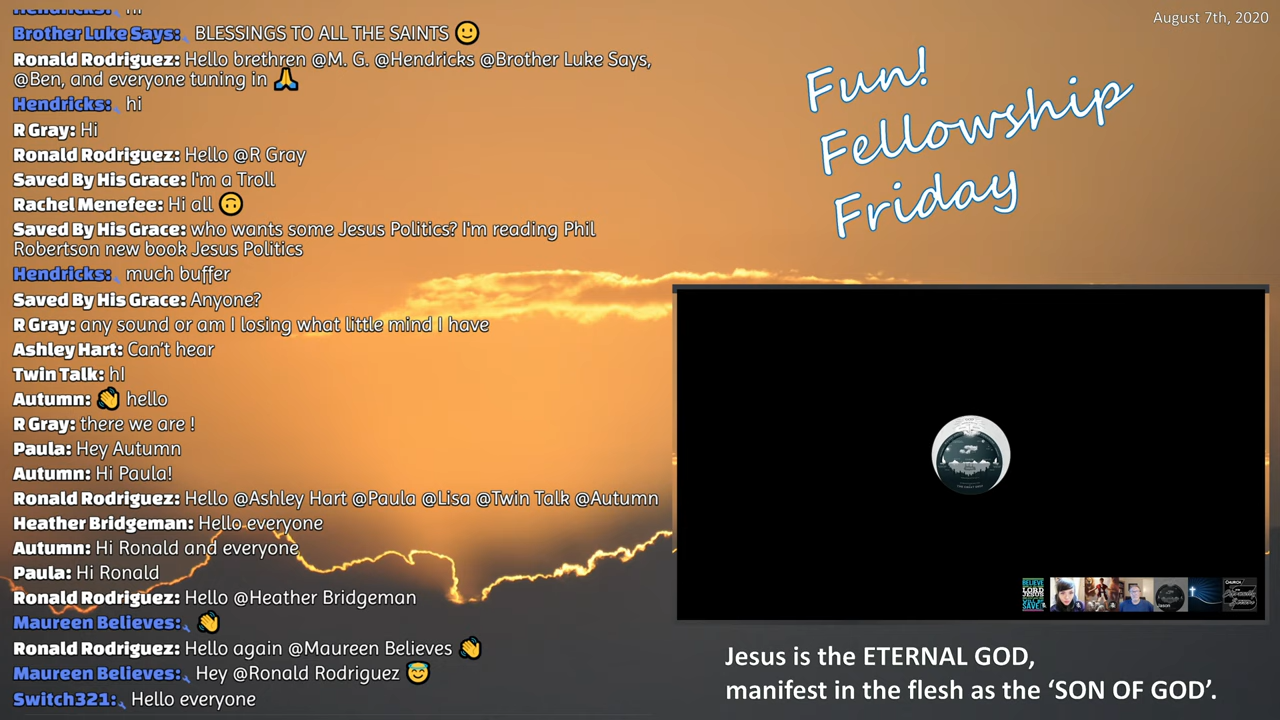 Hendricks: Hi
Brother Luke Says: BLESSINGS TO ALL THE SAINTS 🙂
Ronald Rodriguez: Hello brethren @M. G. @Hendricks @Brother Luke Says,
@Ben, and everyone tuning in 🙏
Hendricks: hi
R Gray: Hi
Ronald Rodriguez: Hello @R Gray
Saved By His Grace: I'm a Troll
Rachel Menefee: Hi all 🙃
Saved By His Grace: who wants some Jesus Politics? I'm reading Phil
Robertson new book Jesus Politics
Hendricks: much buffer
Saved By His Grace: Anyone?
R Gray: any sound or am I losing what little mind I have
Ashley Hart: Can't hear
Twin Talk: hI
Autumn: 👋 hello
R Gray: there we are !
Paula: Hey Autumn
Autumn: Hi Paula!
Ronald Rodriguez: Hello @Ashley Hart @Paula @Lisa @Twin Talk @Autumn
Heather Bridgeman: Hello everyone
Autumn: Hi Ronald and everyone
Paula: Hi Ronald
Ronald Rodriguez: Hello @Heather Bridgeman
Maureen Believes: 👋
Ronald Rodriguez: Hello again @Maureen Believes 👋
Maureen Believes: Hey @Ronald Rodriguez 😇
Switch321: Hello everyone
August 7th, 2020
Fun!
Fellowship
Friday
BELIEVE
LORD
JESUS
SAVE
Jason
CHURCH
Jesus is the ETERNAL GOD,
manifest in the flesh as the ‘SON OF GOD’.